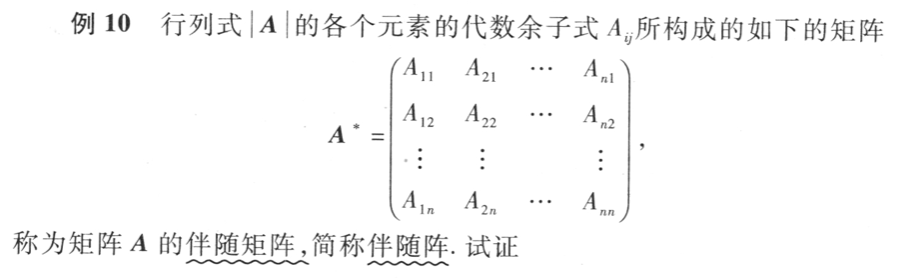 例 10 行列式|A|的各个元素的代数余子式 A_{ij}所构成的如下的矩阵
A* = \begin{pmatrix} A_{11} & A_{21} & \cdots & A_{n1} \\ A_{12} & A_{22} & \cdots & A_{n2} \\ \vdots & \vdots & & \vdots \\ A_{1n} & A_{2n} & \cdots & A_{nn} \end{pmatrix},
称为矩阵 A 的伴随矩阵,简称伴随阵. 试证